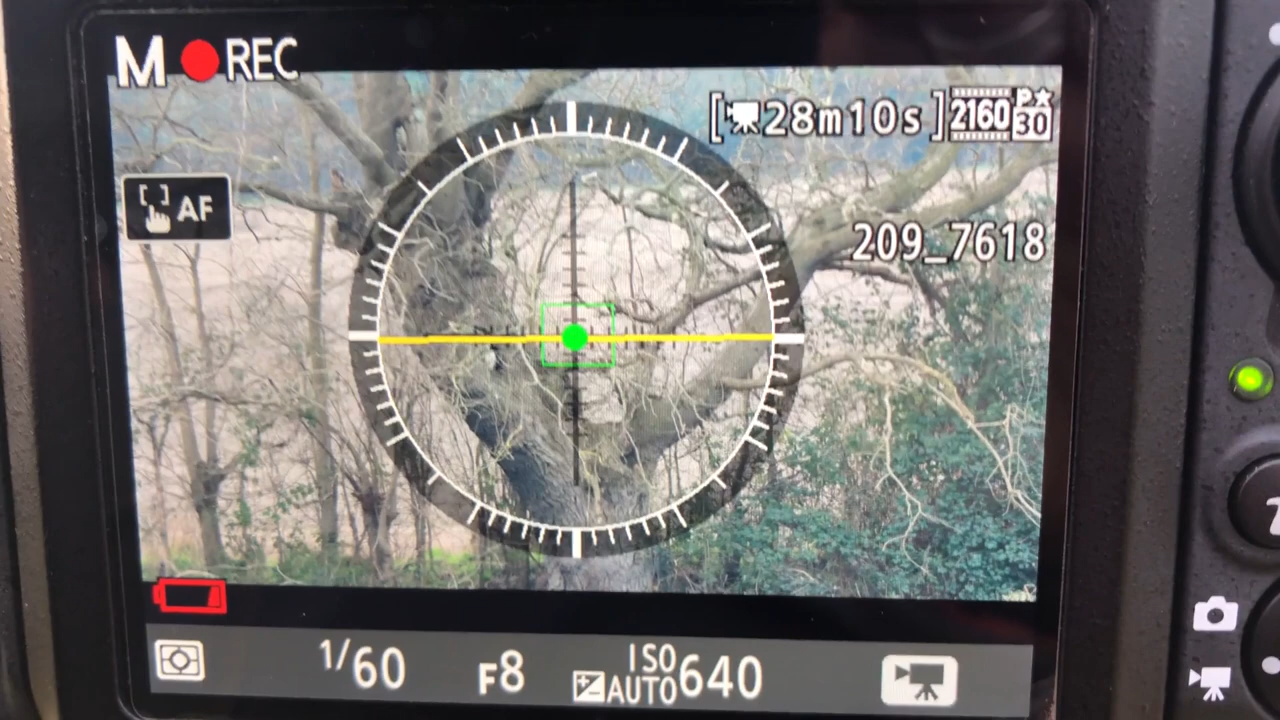 M REC
[28m10s] 2160 P★ 30
AF
209_7618
1/60 F8 ISO AUTO 640